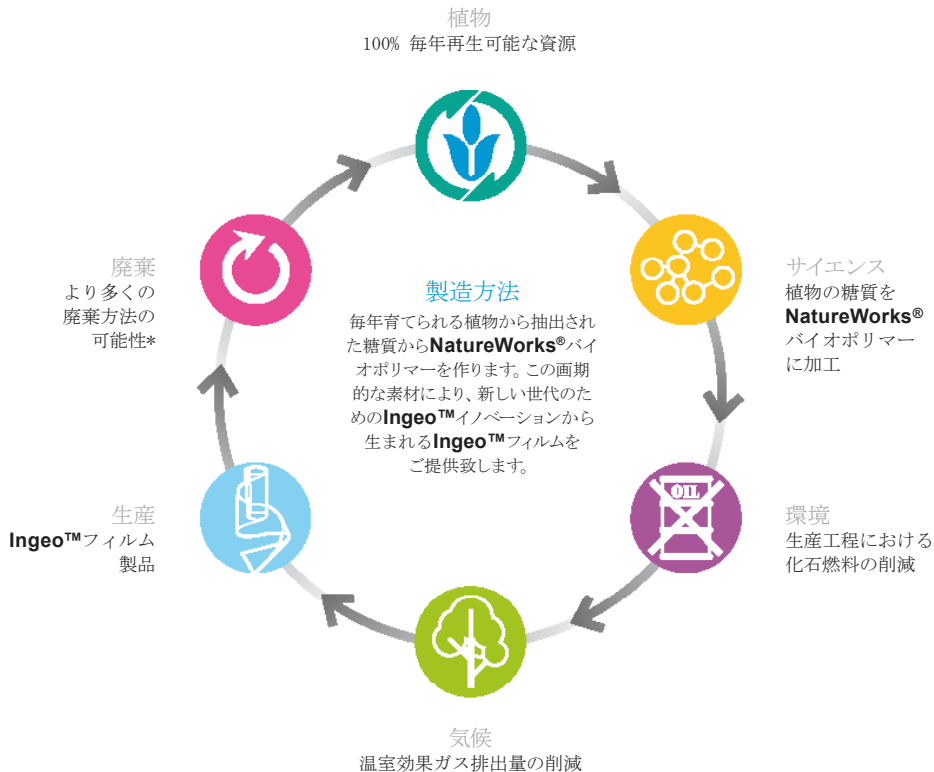 植物
100% 毎年再生可能な資源
サイエンス
植物の糖質を
NatureWorks®
バイオポリマー
に加工
環境
OIL
生産工程における
化石燃料の削減
気候
温室効果ガス排出量の削減
生産
Ingeo™フィルム
製品
廃棄
より多くの
廃棄方法の
可能性*
製造方法
毎年育てられる植物から抽出され
た糖質からNatureWorks®バイ
オポリマーを作ります。この画期
的な素材により、新しい世代のた
めのIngeo™イノベーションから
生まれるIngeo™フィルムを
ご提供致します。